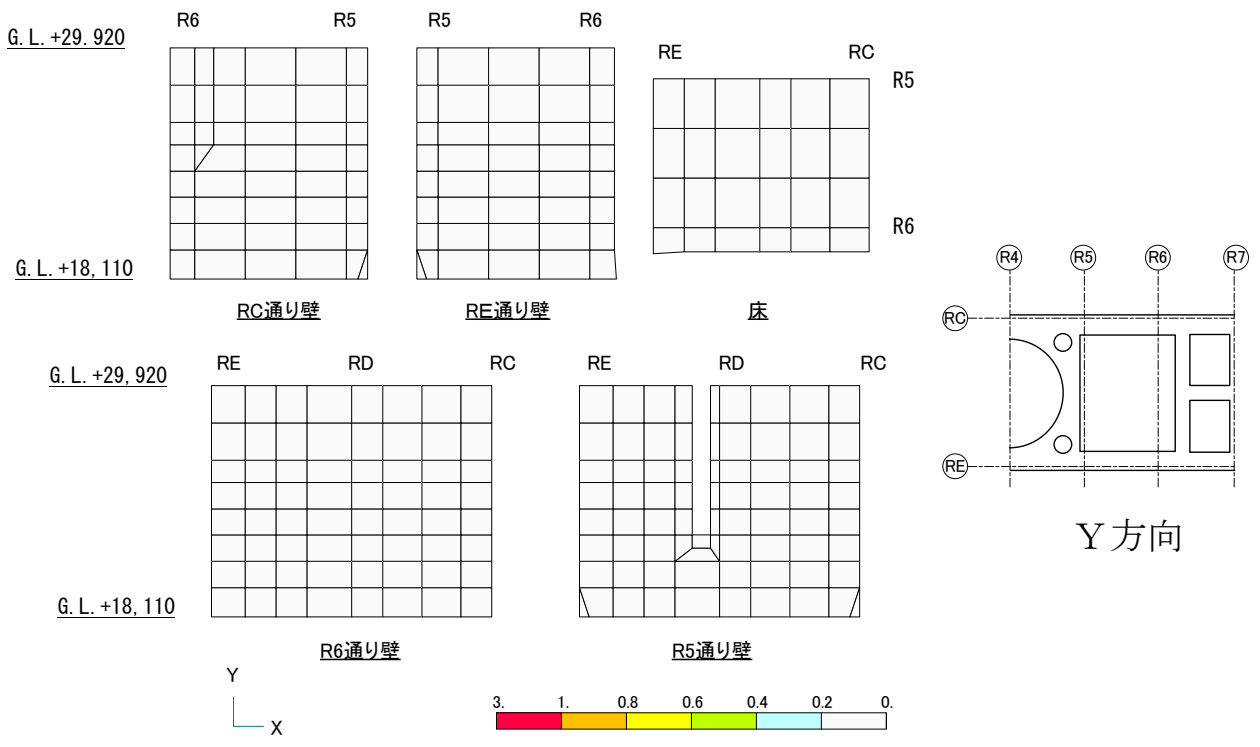 R6 R5
R5 R6
G.L.+29.920
RE RC
R5
R6
G.L.+18,110
RC通り壁
RE通り壁
床
R4 R5 R6 R7
RC
RE
Y方向
RE RD RC
RE RD RC
G.L.+29,920
G.L.+18,110
R6通り壁
R5通り壁
Y
X
3. 1. 0.8 0.6 0.4 0.2 0.